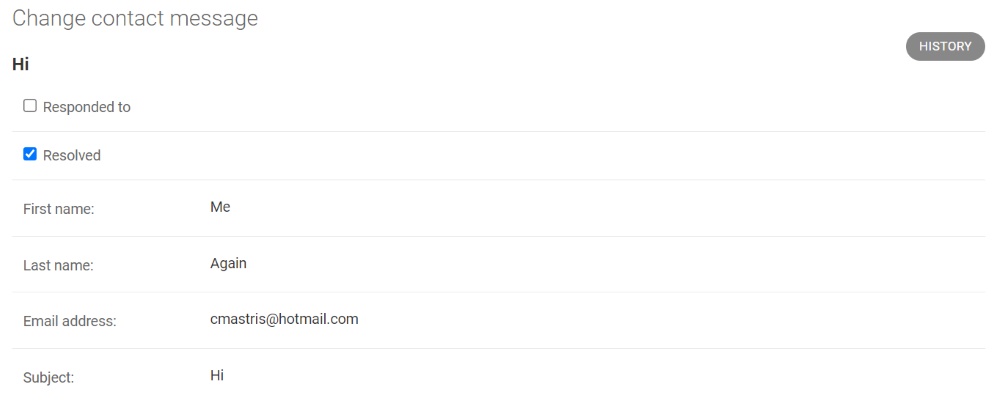 Change contact message
HISTORY
Hi
Responded to
Resolved
First name: Me
Last name: Again
Email address: cmastris@hotmail.com
Subject: Hi